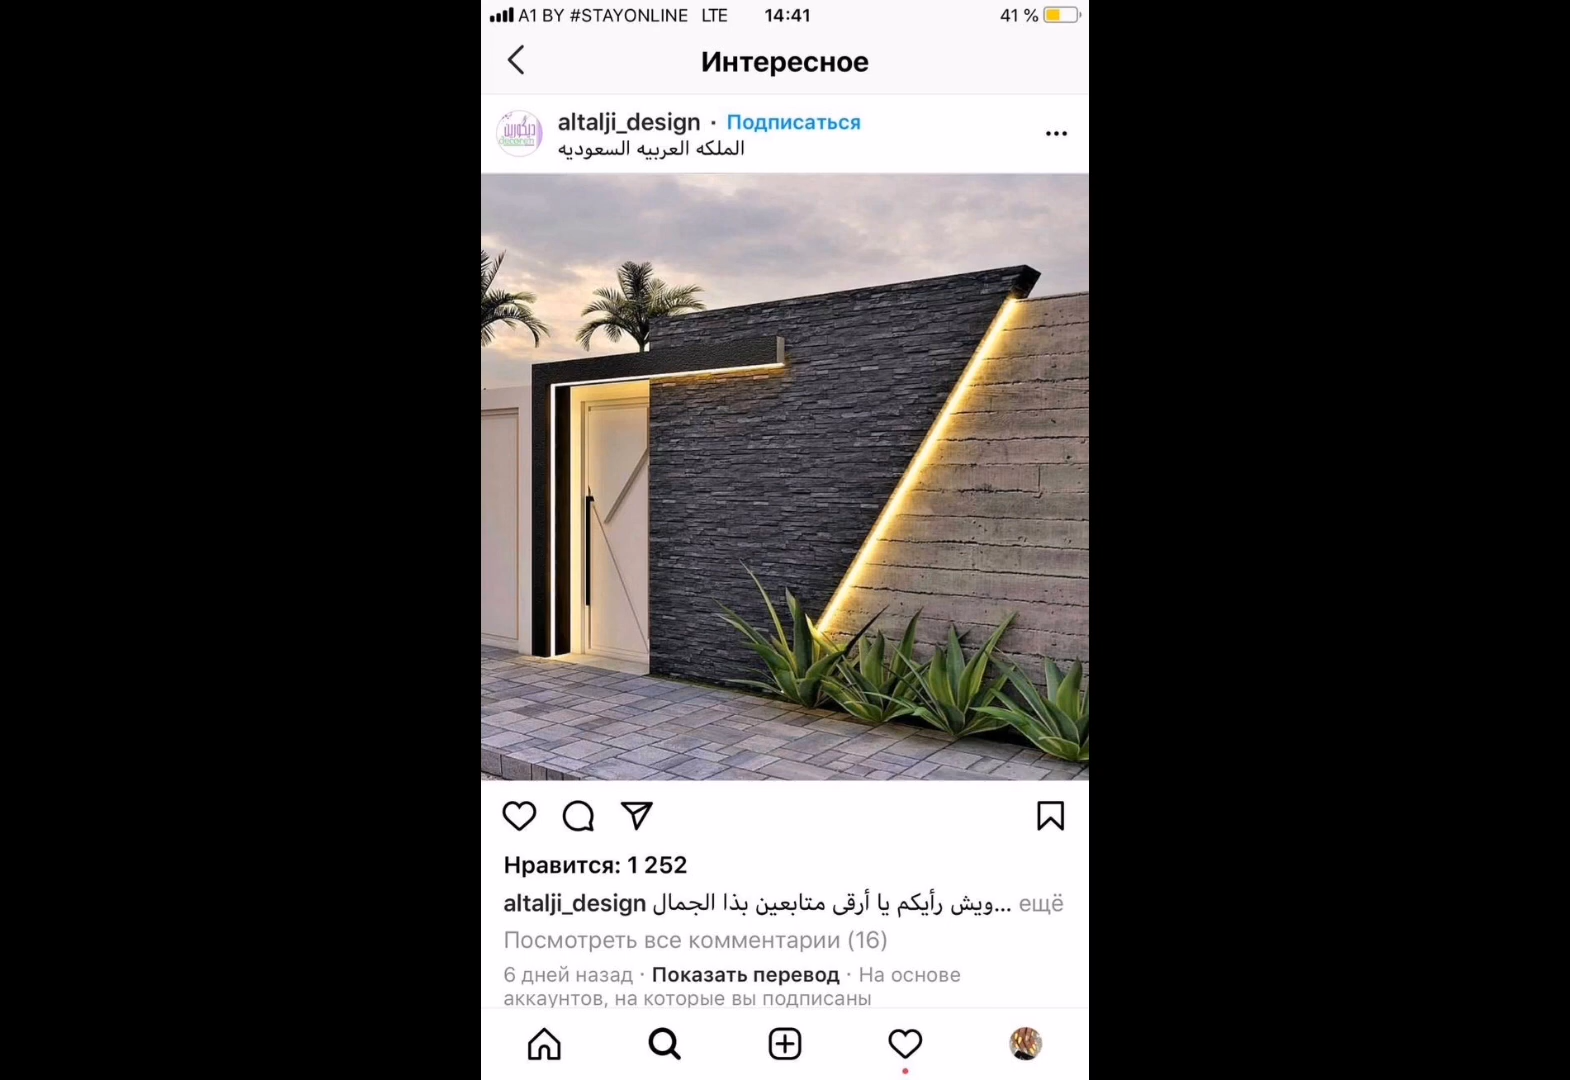 A1 BY #STAYONLINE LTE 14:41 41 %
Интересное
altalji_design · Подписаться
الملكه العربيه السعوديه
ديكورين
Нравится: 1 252
altalji_design ويش رأيكم يا أرقى متابعين بذا الجمال... ещё
Посмотреть все комментарии (16)
6 дней назад · Показать перевод · На основе
аккаунтов, на которые вы подписаны